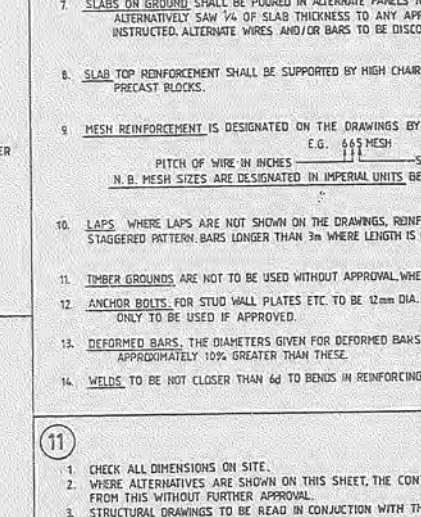 7. SLABS ON GROUND SHALL BE POURED IN ALTERNATE PANELS
ALTERNATIVELY SAW 1/4 OF SLAB THICKNESS TO ANY APP
INSTRUCTED. ALTERNATE WIRES AND/OR BARS TO BE DISCO
8. SLAB TOP REINFORCEMENT SHALL BE SUPPORTED BY HIGH CHAIR
PRECAST BLOCKS.
9 MESH REINFORCEMENT IS DESIGNATED ON THE DRAWINGS BY
ER
E.G. 665 MESH
PITCH OF WIRE IN INCHES S
N.B. MESH SIZES ARE DESIGNATED IN IMPERIAL UNITS BE
10. LAPS WHERE LAPS ARE NOT SHOWN ON THE DRAWINGS, REINF
STAGGERED PATTERN. BARS LONGER THAN 3m WHERE LENGTH IS
11. TIMBER GROUNDS ARE NOT TO BE USED WITHOUT APPROVAL, WHE
12. ANCHOR BOLTS. FOR STUD WALL PLATES ETC. TO BE 12mm DIA.
ONLY TO BE USED IF APPROVED.
13. DEFORMED BARS. THE DIAMETERS GIVEN FOR DEFORMED BARS
APPROXIMATELY 10% GREATER THAN THESE.
14. WELDS. TO BE NOT CLOSER THAN 6d TO BENDS IN REINFORCING
11
1. CHECK ALL DIMENSIONS ON SITE.
2. WHERE ALTERNATIVES ARE SHOWN ON THIS SHEET, THE CON
FROM THIS WITHOUT FURTHER APPROVAL.
3. STRUCTURAL DRAWINGS TO BE READ IN CONJUCTION WITH TH